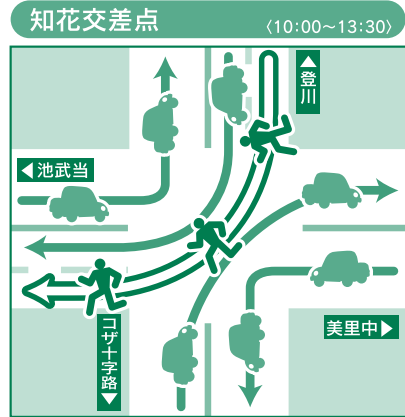 知花交差点
〈10:00～13:30〉
▲登川
◀池武当
美里中▶
コザ十字路▼